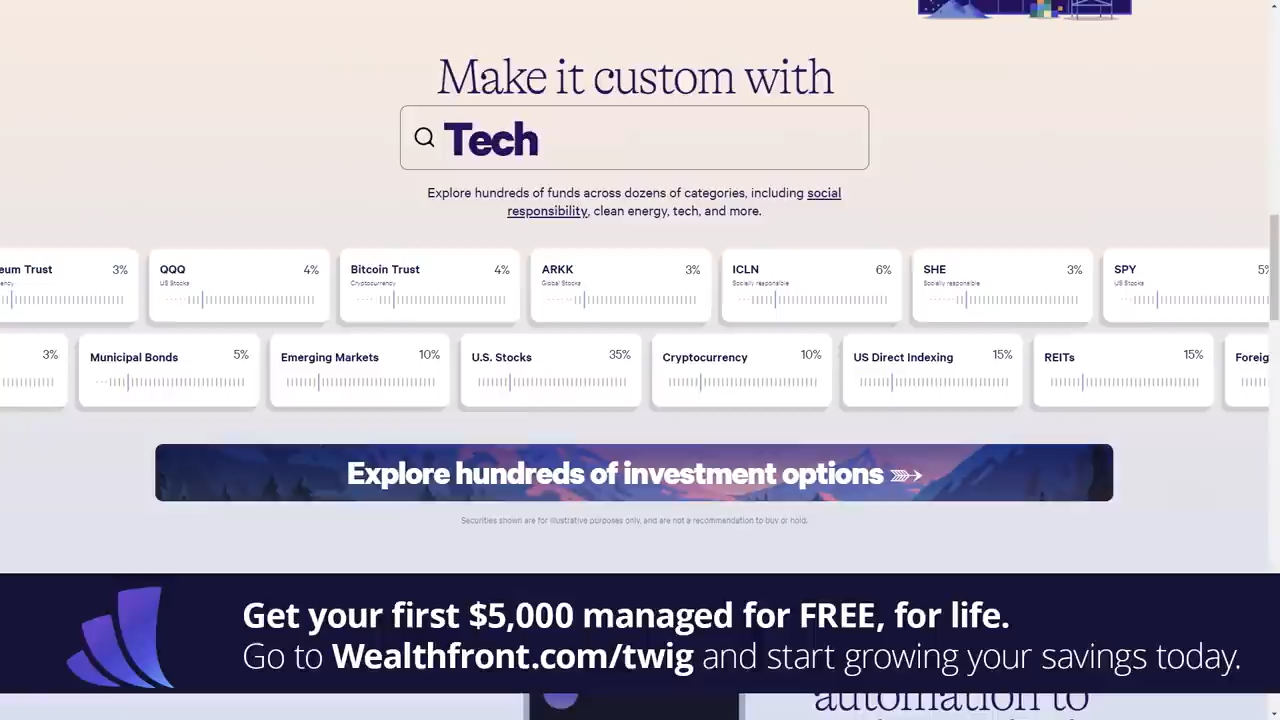 Make it custom with
Tech
Explore hundreds of funds across dozens of categories, including social
responsibility, clean energy, tech, and more.
eum Trust 3% QQQ 4% Bitcoin Trust 4% ARKK 3% ICLN 6% SHE 3% SPY 5%
ency US Stocks Cryptocurrency Global Stocks Socially responsible Socially responsible US Stocks
3% Municipal Bonds 5% Emerging Markets 10% U.S. Stocks 35% Cryptocurrency 10% US Direct Indexing 15% REITs 15% Foreig
Explore hundreds of investment options
Securities shown are for illustrative purposes only, and are not a recommendation to buy or hold.
Get your first $5,000 managed for FREE, for life.
Go to Wealthfront.com/twig and start growing your savings today.
automation to